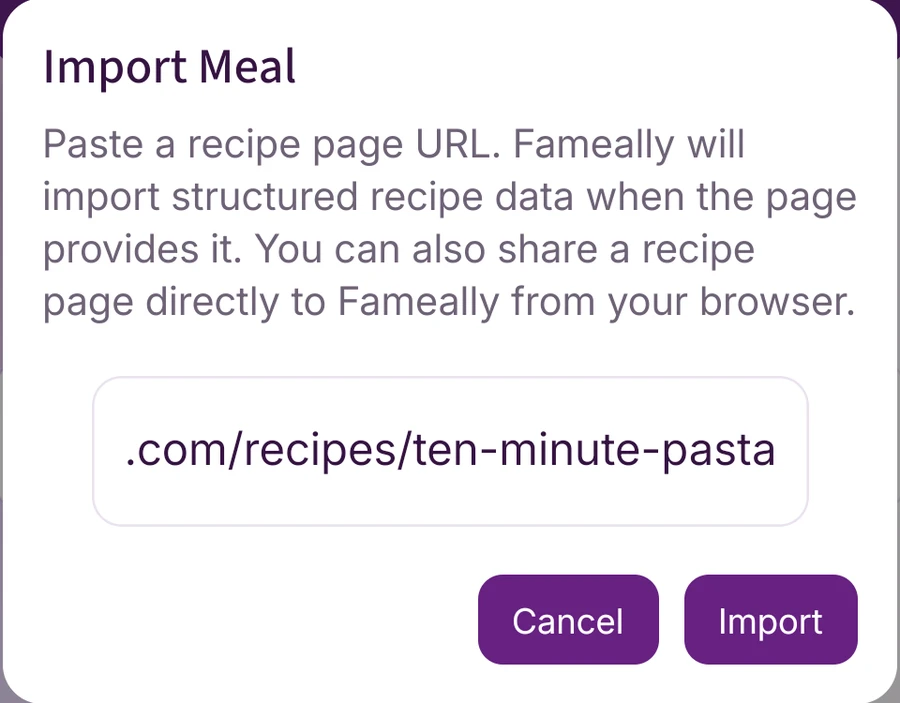 Import Meal
Paste a recipe page URL. Fameally will
import structured recipe data when the page
provides it. You can also share a recipe
page directly to Fameally from your browser.
.com/recipes/ten-minute-pasta
Cancel Import